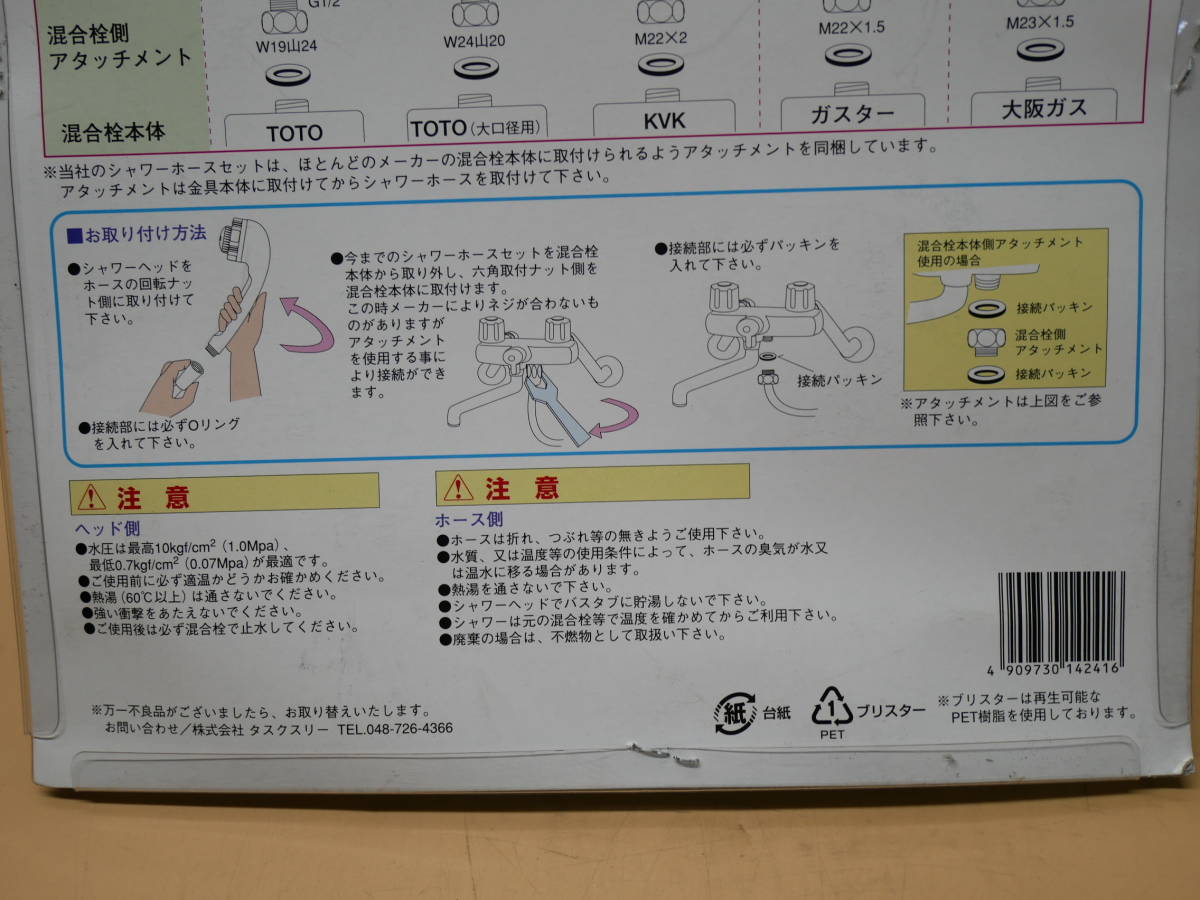 G1/2
混合栓側
アタッチメント
W19山24
W24山20
M22×2
M22×1.5
M23×1.5
混合栓本体
TOTO
TOTO（大口径用）
KVK
ガスター
大阪ガス
※当社のシャワーホースセットは、ほとんどのメーカーの混合栓本体に取付けられるようアタッチメントを同梱しています。
アタッチメントは金具本体に取付けてからシャワーホースを取付けて下さい。
■お取り付け方法
●シャワーヘッドを
ホースの回転ナッ
ト側に取り付けて
下さい。
●接続部には必ずOリング
を入れて下さい。
●今までのシャワーホースセットを混合栓
本体から取り外し、六角取付ナット側を
混合栓本体に取付けます。
この時メーカーによりネジが合わないも
のがありますが
アタッチメント
を使用する事に
より接続ができ
ます。
●接続部には必ずパッキンを
入れて下さい。
接続パッキン
混合栓本体側アタッチメント
使用の場合
接続パッキン
混合栓側
アタッチメント
接続パッキン
※アタッチメントは上図をご参
照下さい。
注 意
ヘッド側
●水圧は最高10kgf/cm²（1.0Mpa）、
最低0.7kgf/cm²（0.07Mpa）が最適です。
●ご使用前に必ず適温かどうかお確かめください。
●熱湯（60℃以上）は通さないでください。
●強い衝撃をあたえないでください。
●ご使用後は必ず混合栓で止水してください。
注 意
ホース側
●ホースは折れ、つぶれ等の無きようご使用下さい。
●水質、又は温度等の使用条件によって、ホースの臭気が水又
は温水に移る場合があります。
●熱湯を通さないで下さい。
●シャワーヘッドでバスタブに貯湯しないで下さい。
●シャワーは元の混合栓等で温度を確かめてからご利用下さい。
●廃棄の場合は、不燃物として取扱い下さい。
4 909730 142416
※万一不良品がございましたら、お取り替えいたします。
お問い合わせ／株式会社 タスクスリー TEL.048-726-4366
紙 台紙
1 ブリスター
PET
※ブリスターは再生可能な
PET樹脂を使用しております。